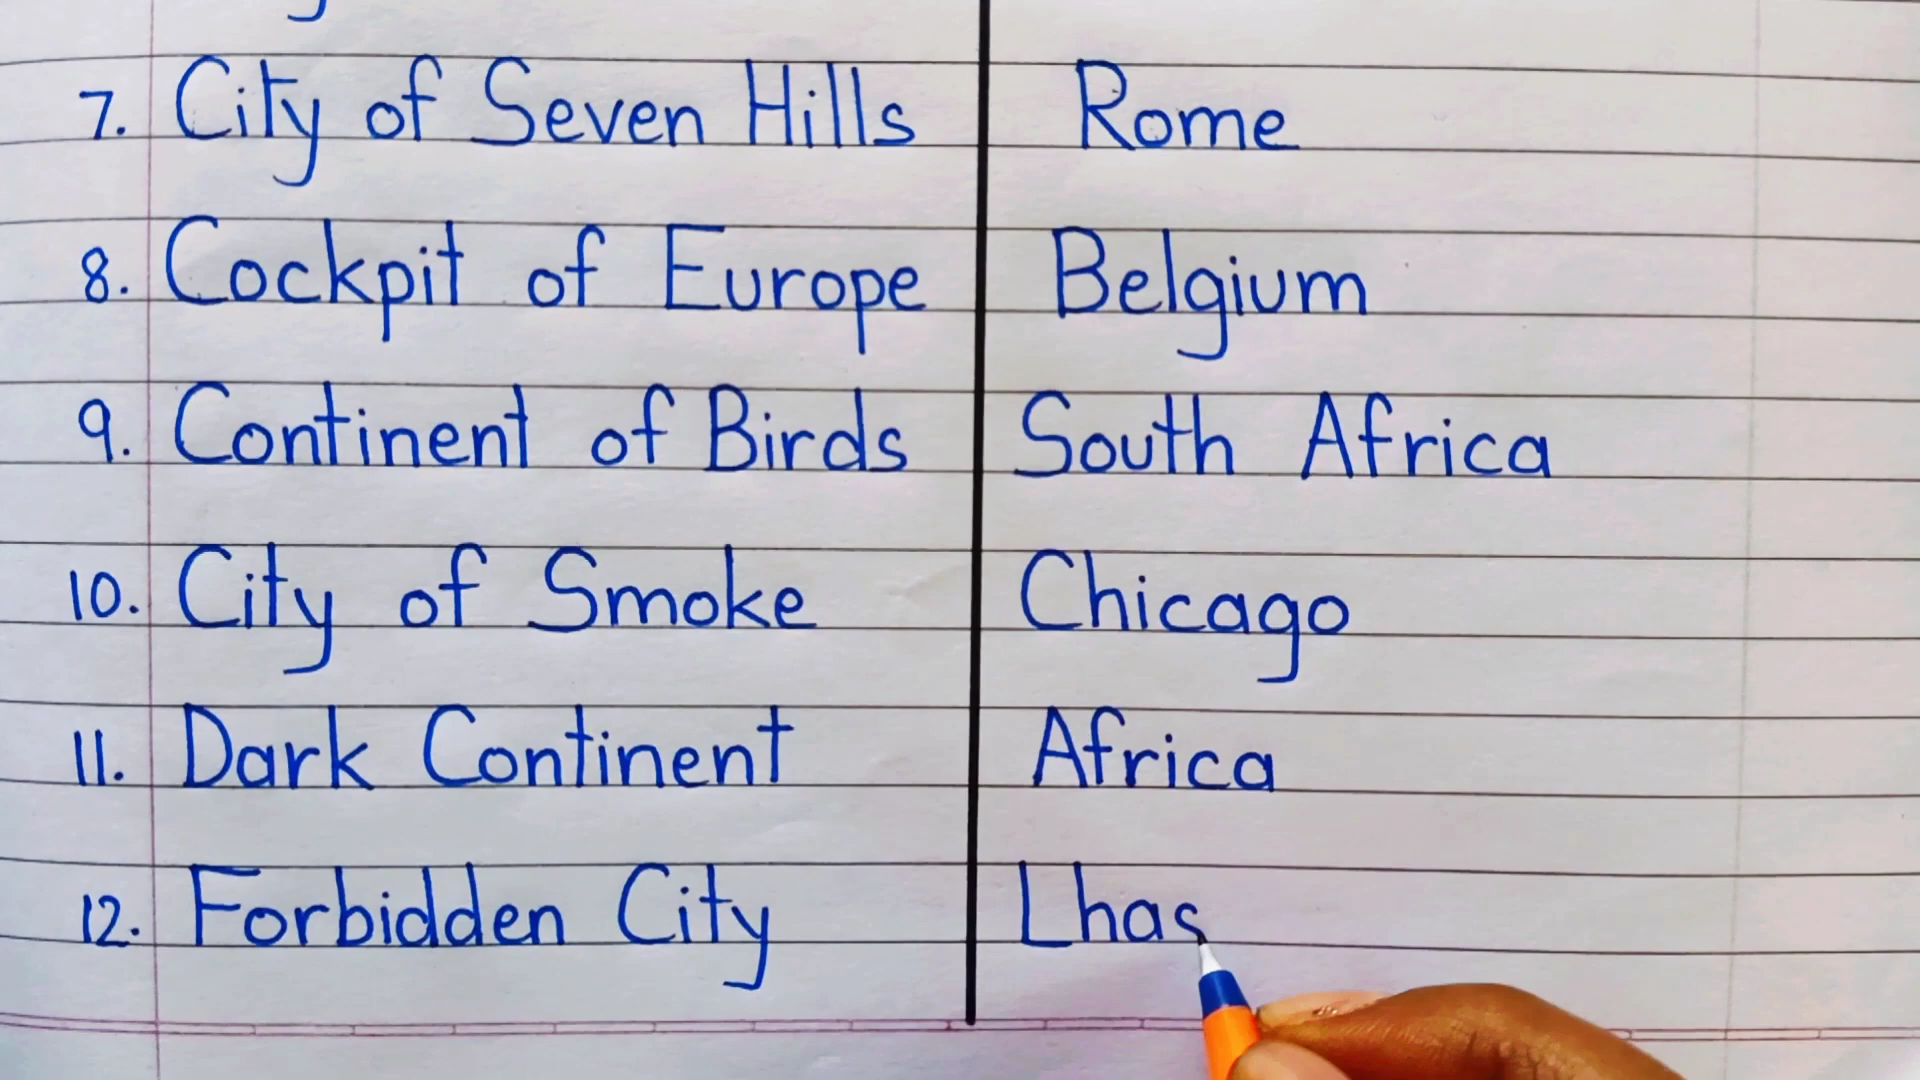 7. City of Seven Hills Rome
8. Cockpit of Europe Belgium
9. Continent of Birds South Africa
10. City of Smoke Chicago
11. Dark Continent Africa
12. Forbidden City Lhas